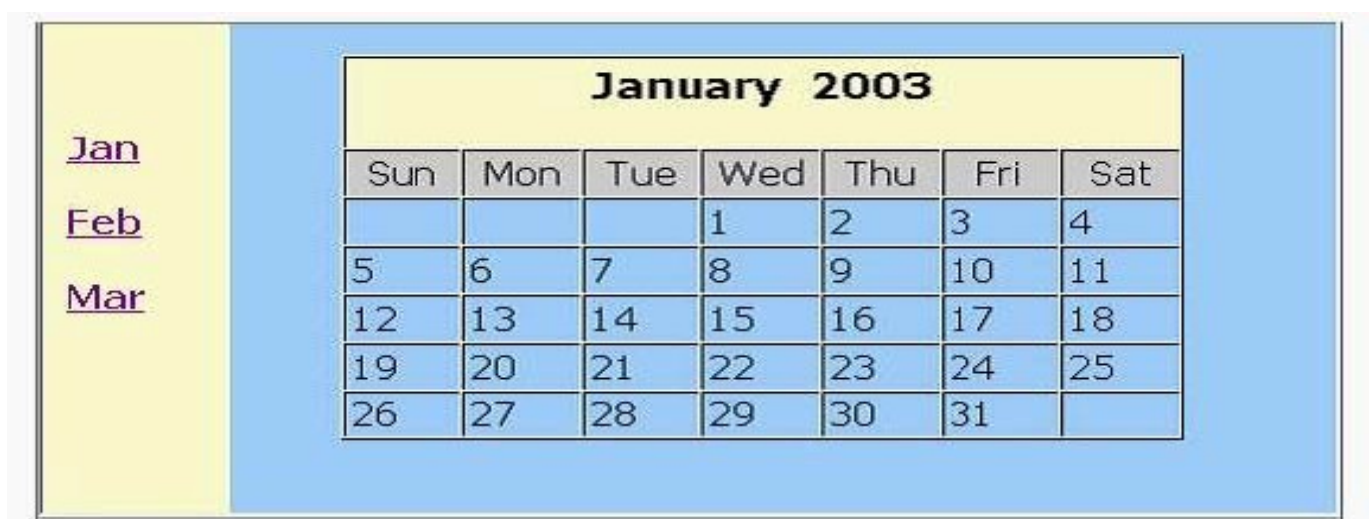 Jan
Feb
Mar
January 2003
Sun Mon Tue Wed Thu Fri Sat
1 2 3 4
5 6 7 8 9 10 11
12 13 14 15 16 17 18
19 20 21 22 23 24 25
26 27 28 29 30 31